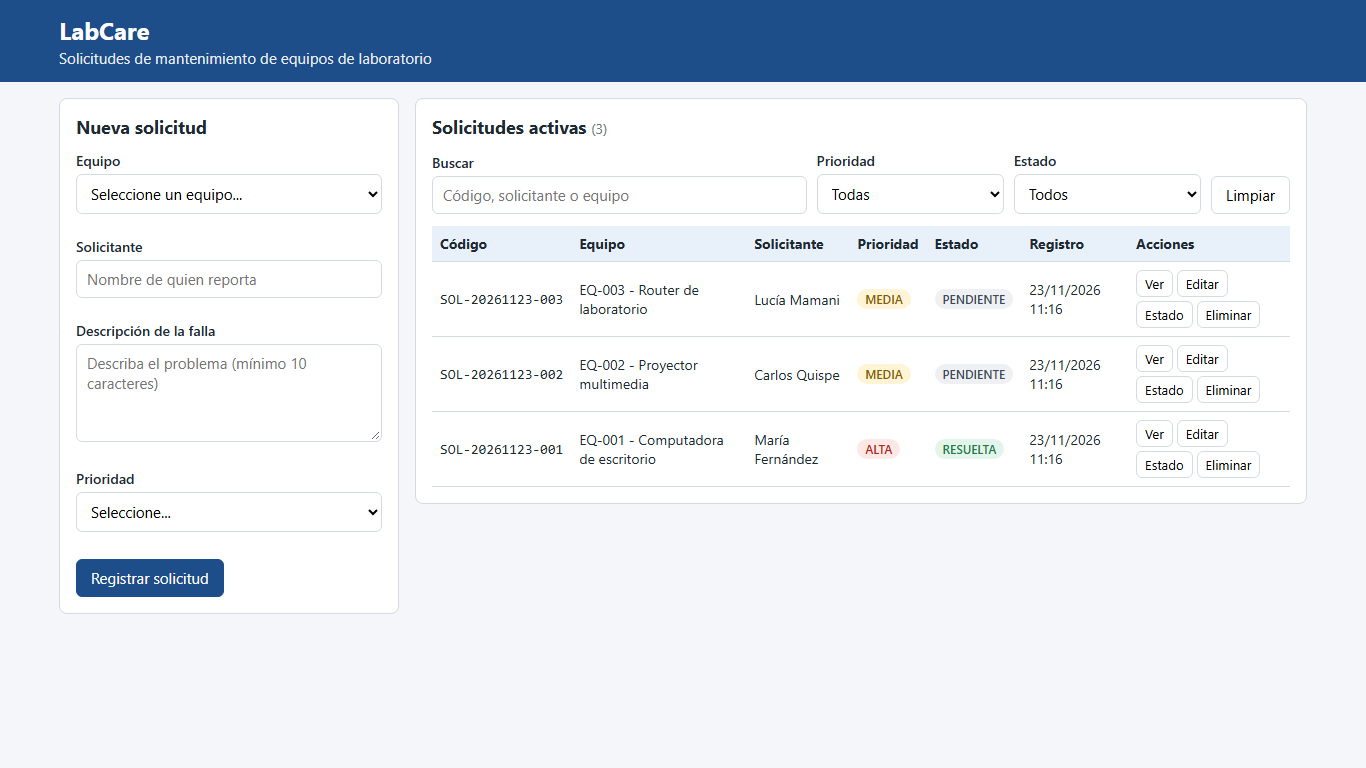 LabCare
Solicitudes de mantenimiento de equipos de laboratorio
Nueva solicitud
Equipo
Seleccione un equipo...
Solicitante
Nombre de quien reporta
Descripción de la falla
Describa el problema (mínimo 10
caracteres)
Prioridad
Seleccione...
Registrar solicitud
Solicitudes activas (3)
Buscar
Código, solicitante o equipo
Prioridad
Todas
Estado
Todos
Limpiar
Código Equipo Solicitante Prioridad Estado Registro Acciones
SOL-20261123-003
EQ-003 - Router de
laboratorio
Lucía Mamani
MEDIA
PENDIENTE
23/11/2026
11:16
Ver Editar
Estado Eliminar
SOL-20261123-002
EQ-002 - Proyector
multimedia
Carlos Quispe
MEDIA
PENDIENTE
23/11/2026
11:16
Ver Editar
Estado Eliminar
SOL-20261123-001
EQ-001 - Computadora
de escritorio
María
Fernández
ALTA
RESUELTA
23/11/2026
11:16
Ver Editar
Estado Eliminar